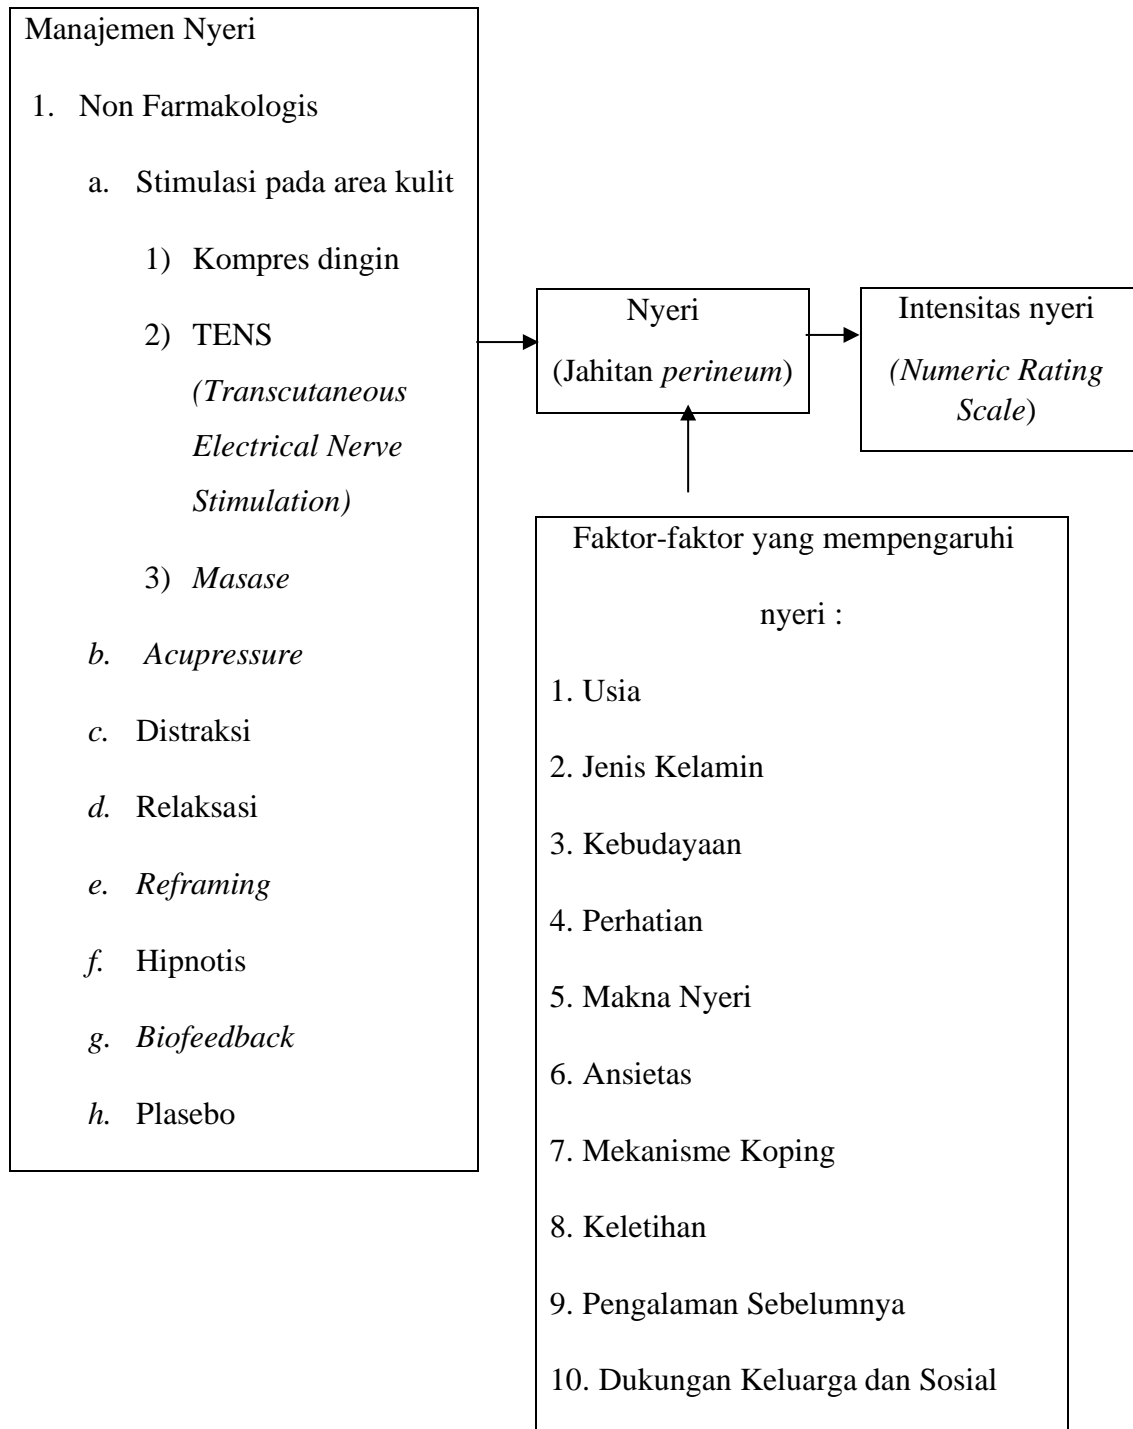 Manajemen Nyeri
1. Non Farmakologis
a. Stimulasi pada area kulit
1) Kompres dingin
2) TENS
(Transcutaneous
Electrical Nerve
Stimulation)
3) Masase
b. Acupressure
c. Distraksi
d. Relaksasi
e. Reframing
f. Hipnotis
g. Biofeedback
h. Plasebo
Nyeri
(Jahitan perineum)
Intensitas nyeri
(Numeric Rating
Scale)
Faktor-faktor yang mempengaruhi
nyeri :
1. Usia
2. Jenis Kelamin
3. Kebudayaan
4. Perhatian
5. Makna Nyeri
6. Ansietas
7. Mekanisme Koping
8. Keletihan
9. Pengalaman Sebelumnya
10. Dukungan Keluarga dan Sosial